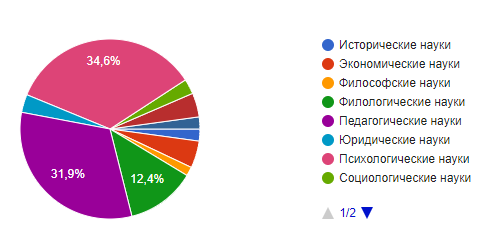 34,6%
31,9%
12,4%
Исторические науки
Экономические науки
Философские науки
Филологические науки
Педагогические науки
Юридические науки
Психологические науки
Социологические науки
1/2